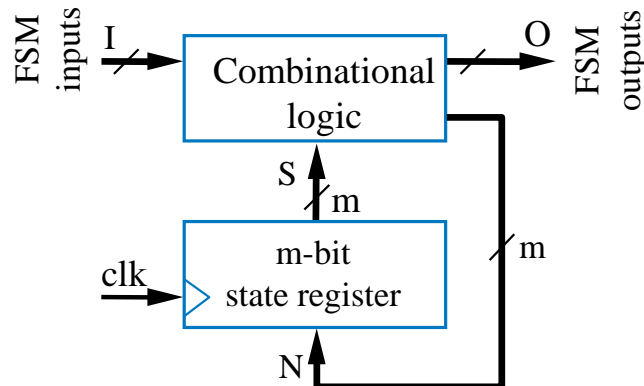 FSM
inputs
I
Combinational
logic
O
FSM
outputs
S
m
m-bit
state register
clk
m
N